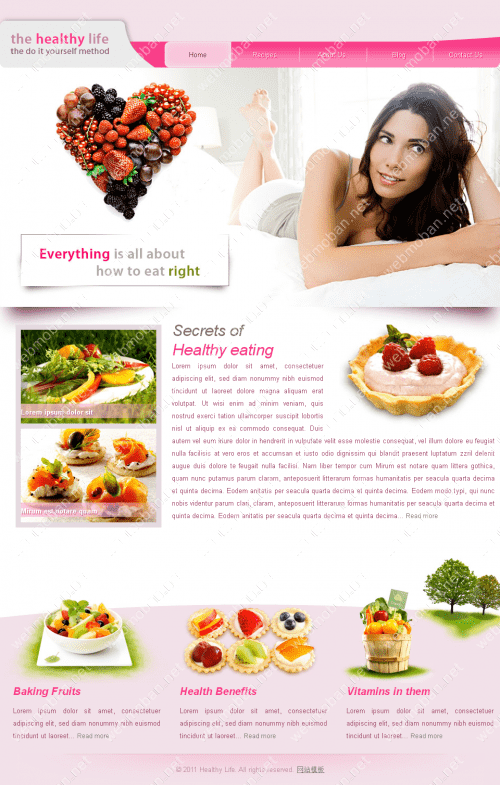 the healthy life
the do it yourself method
Home Recipes About Us Blog Contact Us
Everything is all about
how to eat right
Lorem ipsum dolor sit
Mirum est notare quam
Secrets of
Healthy eating
Lorem ipsum dolor sit amet, consectetuer
adipiscing elit, sed diam nonummy nibh euismod
tincidunt ut laoreet dolore magna aliquam erat
volutpat. Ut wisi enim ad minim veniam, quis
nostrud exerci tation ullamcorper suscipit lobortis
nisl ut aliquip ex ea commodo consequat. Duis
autem vel eum iriure dolor in hendrerit in vulputate velit esse molestie consequat, vel illum dolore eu feugiat
nulla facilisis at vero eros et accumsan et iusto odio dignissim qui blandit praesent luptatum zzril delenit
augue duis dolore te feugait nulla facilisi. Nam liber tempor cum Mirum est notare quam littera gothica,
quam nunc putamus parum claram, anteposuerit litterarum formas humanitatis per seacula quarta decima
et quinta decima. Eodem anitatis per seacula quarta decima et quinta decima. Eodem modo typi, qui nunc
nobis videntur parum clari, claram, anteposuerit litterarum formas humanitatis per seacula quarta decima et
quinta decima. Eodem anitatis per seacula quarta decima et quinta decima... Read more
Baking Fruits
Lorem ipsum dolor sit amet, consectetuer
adipiscing elit, sed diam nonummy nibh euismod
tincidunt ut laoreet... Read more
Health Benefits
Lorem ipsum dolor sit amet, consectetuer
adipiscing elit, sed diam nonummy nibh euismod
tincidunt ut laoreet... Read more
Vitamins in them
Lorem ipsum dolor sit amet, consectetuer
adipiscing elit, sed diam nonummy nibh euismod
tincidunt ut laoreet... Read more
© 2011 Healthy Life. All rights reserved. 网站模板
webmoban.net